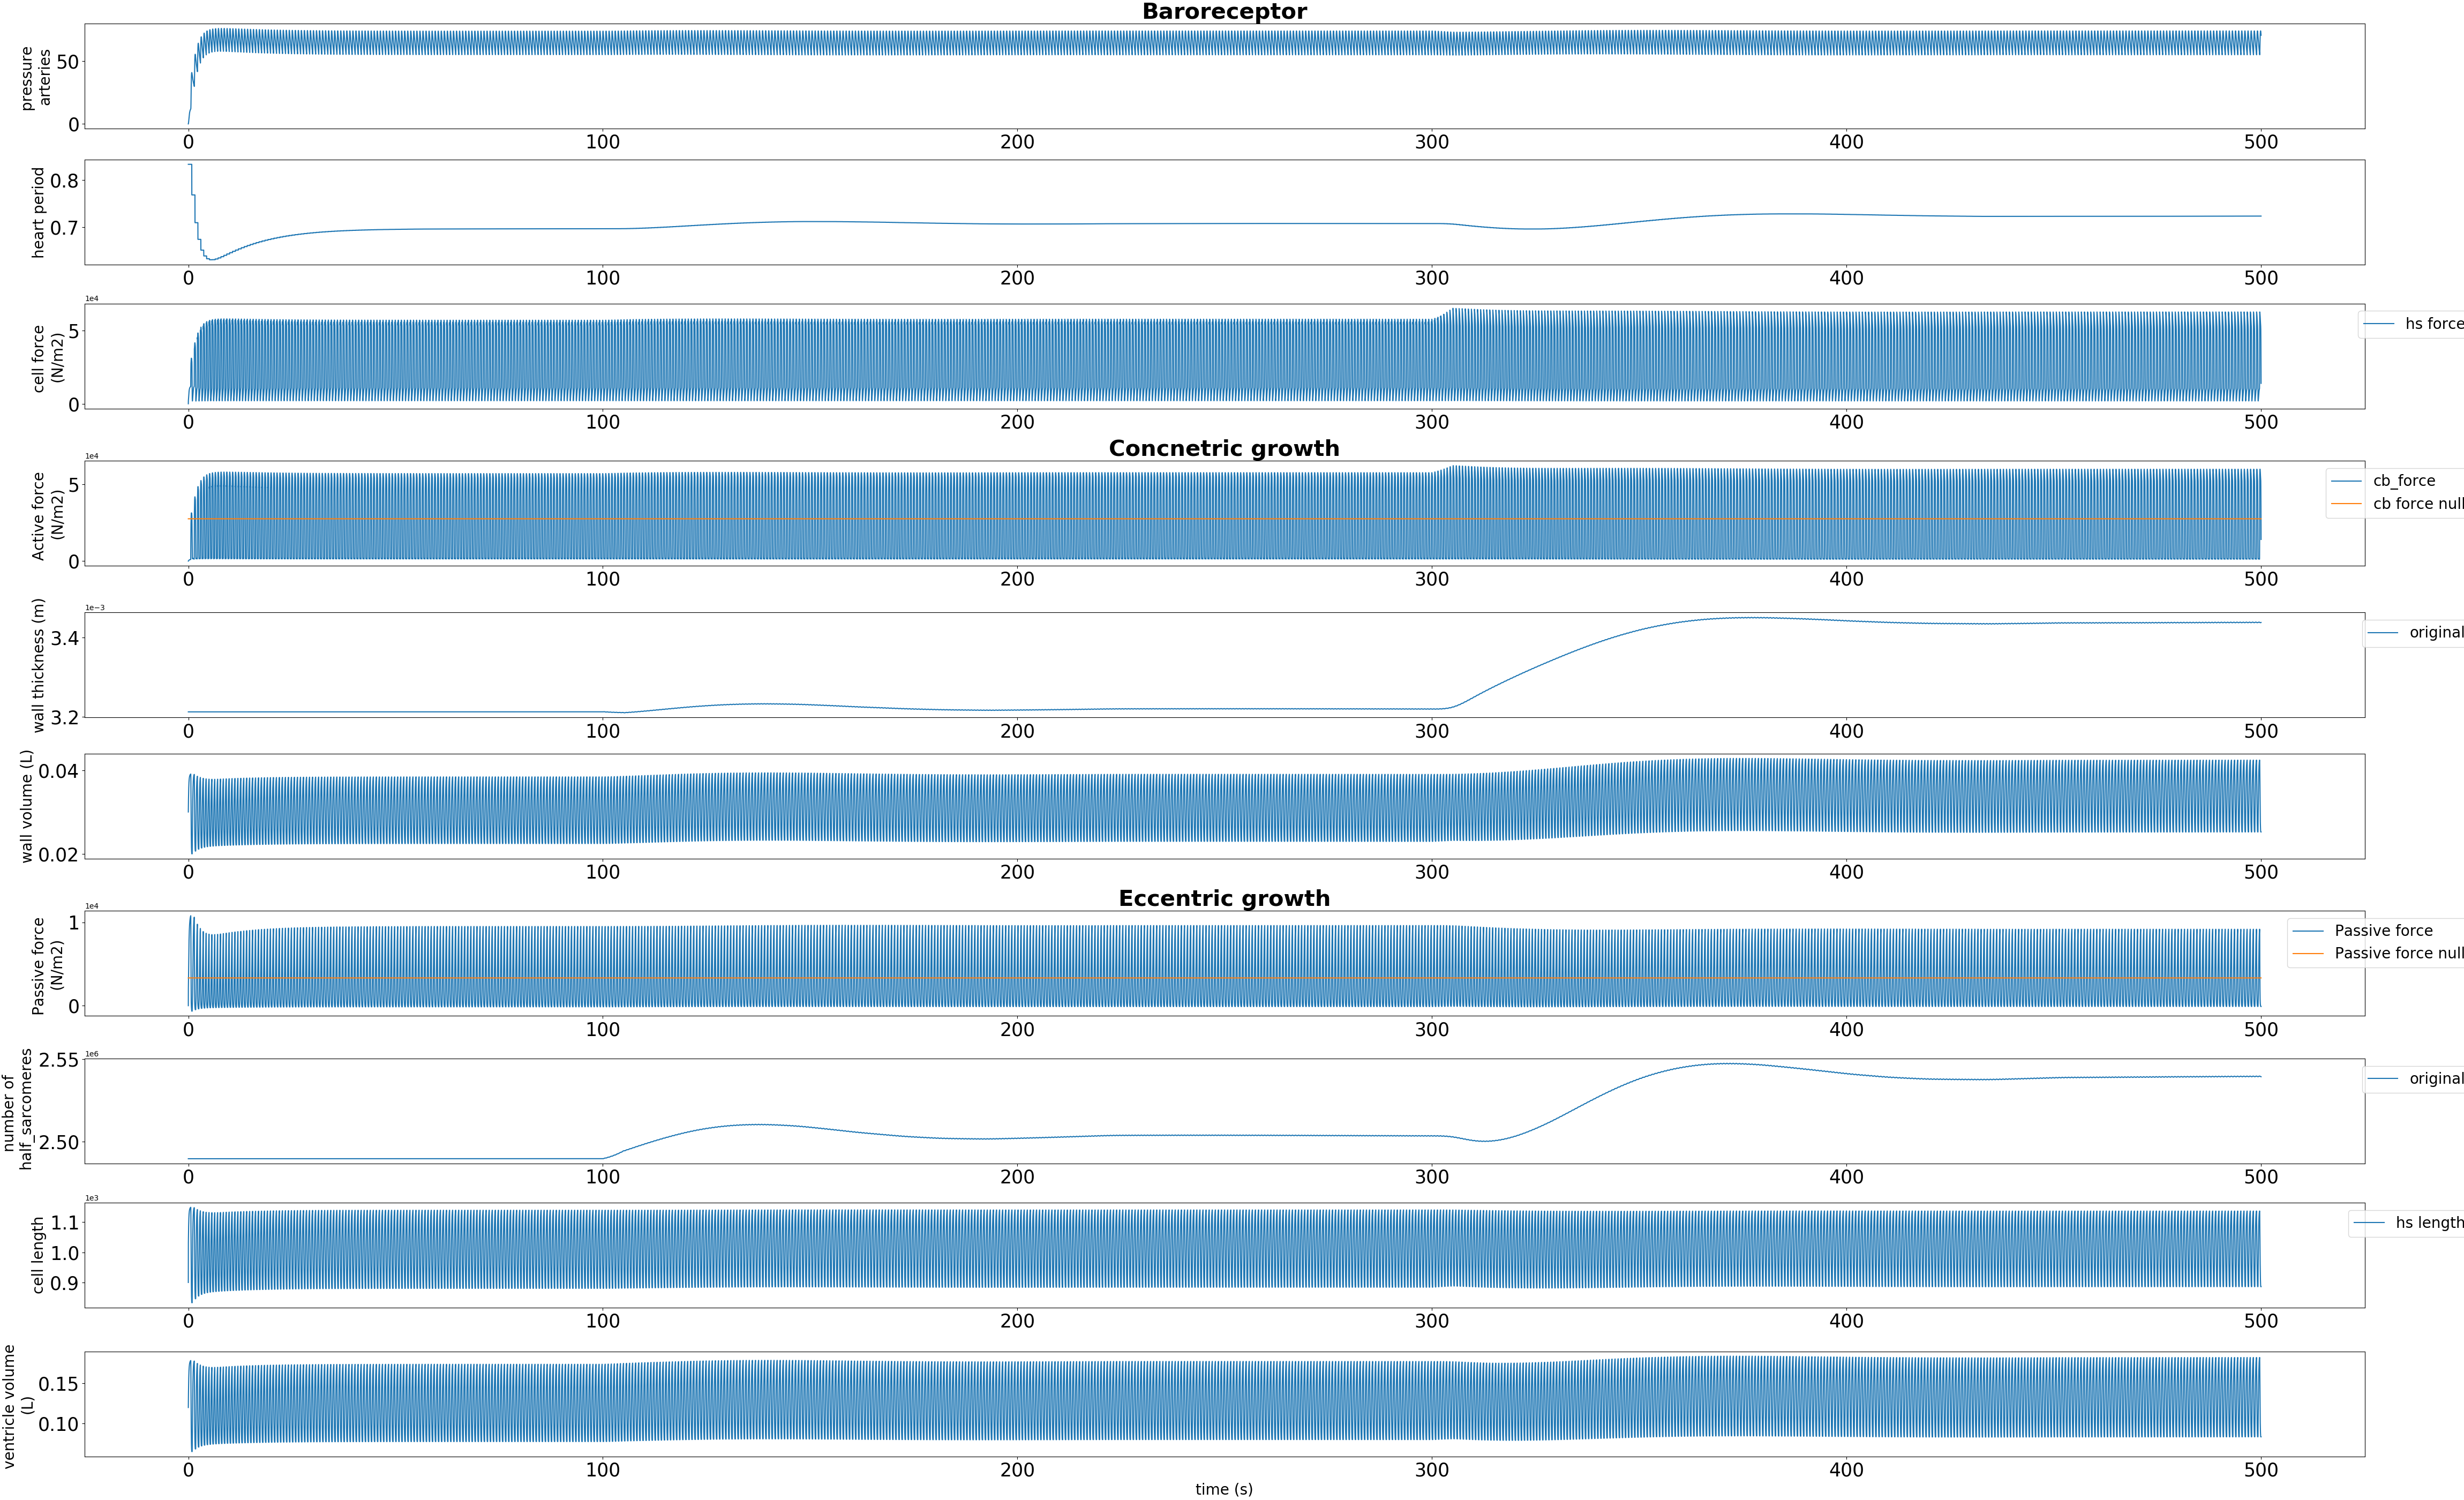 Baroreceptor
pressure
arteries
50
0
0 100 200 300 400 500
heart period
0.8
0.7
0 100 200 300 400 500
1e4
cell force
(N/m2)
5
0
hs force
0 100 200 300 400 500
Concnetric growth
1e4
Active force
(N/m2)
5
0
cb_force
cb force null
0 100 200 300 400 500
1e-3
wall thickness (m)
3.4
3.2
original
0 100 200 300 400 500
wall volume (L)
0.04
0.02
0 100 200 300 400 500
Eccentric growth
1e4
Passive force
(N/m2)
1
0
Passive force
Passive force null
0 100 200 300 400 500
1e6
number of
half_sarcomeres
2.55
2.50
original
0 100 200 300 400 500
1e3
cell length
1.1
1.0
0.9
hs length
0 100 200 300 400 500
ventricle volume
(L)
0.15
0.10
0 100 200 300 400 500
time (s)